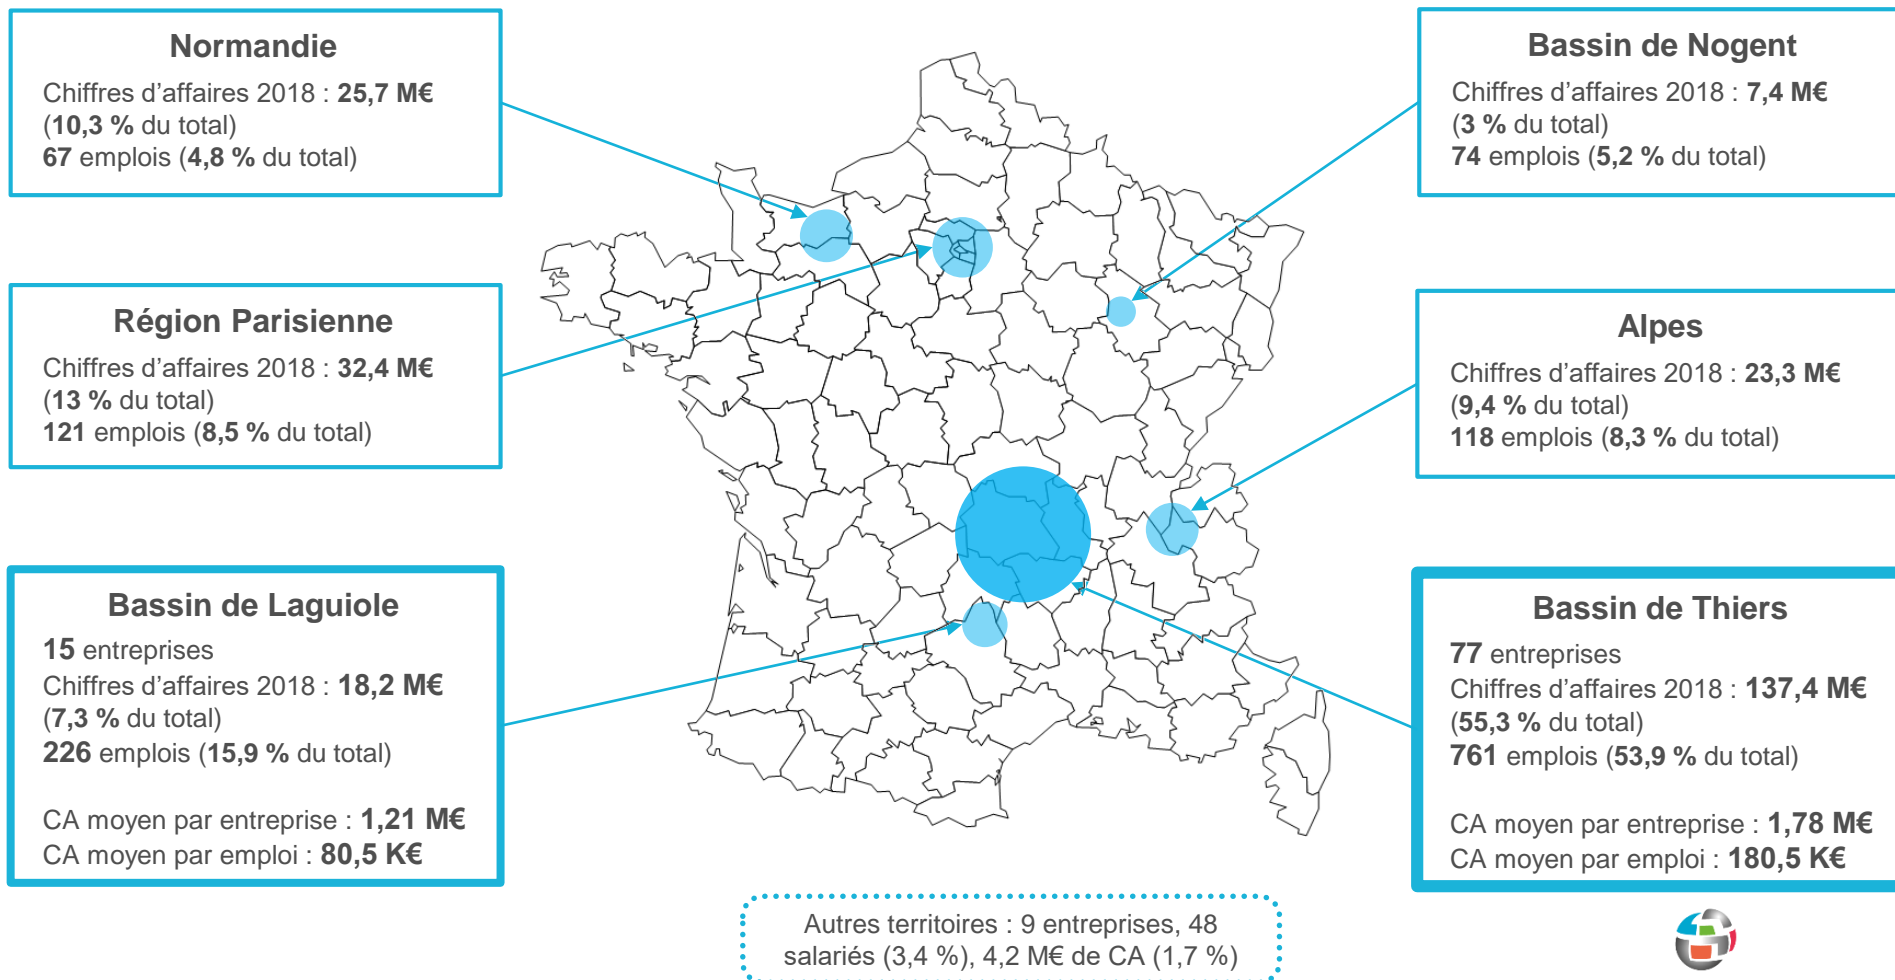 Normandie
Chiffres d'affaires 2018 : 25,7 M€
(10,3 % du total)
67 emplois (4,8 % du total)
Bassin de Nogent
Chiffres d'affaires 2018 : 7,4 M€
(3 % du total)
74 emplois (5,2 % du total)
Région Parisienne
Chiffres d'affaires 2018 : 32,4 M€
(13 % du total)
121 emplois (8,5 % du total)
Alpes
Chiffres d'affaires 2018 : 23,3 M€
(9,4 % du total)
118 emplois (8,3 % du total)
Bassin de Laguiole
15 entreprises
Chiffres d'affaires 2018 : 18,2 M€
(7,3 % du total)
226 emplois (15,9 % du total)
CA moyen par entreprise : 1,21 M€
CA moyen par emploi : 80,5 K€
Bassin de Thiers
77 entreprises
Chiffres d'affaires 2018 : 137,4 M€
(55,3 % du total)
761 emplois (53,9 % du total)
CA moyen par entreprise : 1,78 M€
CA moyen par emploi : 180,5 K€
Autres territoires : 9 entreprises, 48
salariés (3,4 %), 4,2 M€ de CA (1,7 %)